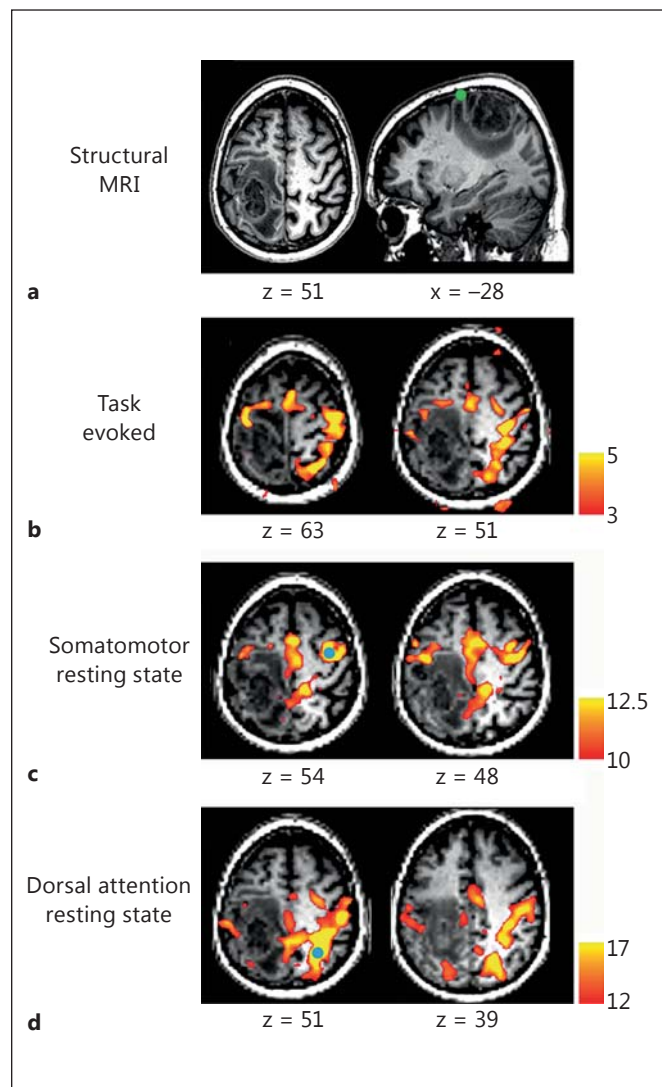 Structural
MRI
a
z = 51
x = –28
Task
evoked
5
3
b
z = 63
z = 51
Somatomotor
resting state
12.5
10
c
z = 54
z = 48
Dorsal attention
resting state
17
12
d
z = 51
z = 39